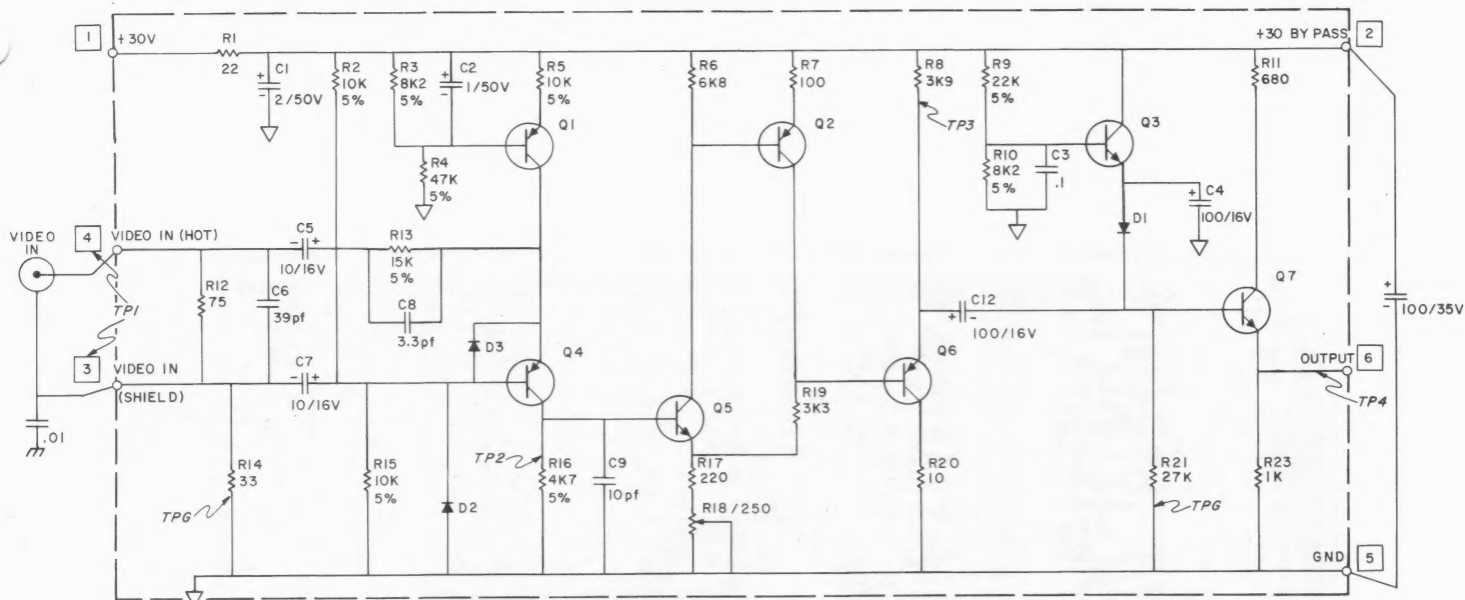 1
+30V
R1
22
+
C1
-
2/50V
R2
10K
5%
R3
8K2
5%
C2
+
1/50V
-
R5
10K
5%
Q1
R4
47K
5%
R6
6K8
R7
100
Q2
R8
3K9
TP3
R9
22K
5%
R10
8K2
5%
C3
.1
Q3
C4
+
100/16V
-
D1
R11
680
+30 BY PASS
2
+
-
100/35V
VIDEO
IN
4
VIDEO IN (HOT)
TP1
3
VIDEO IN
(SHIELD)
.01
R12
75
C6
39pf
C5
- +
10/16V
R13
15K
5%
C8
3.3pf
C7
- +
10/16V
D3
Q4
Q5
R19
3K3
Q6
C12
+ -
100/16V
Q7
OUTPUT
6
TP4
R14
33
TPG
R15
10K
5%
D2
TP2
R16
4K7
5%
C9
10pf
R17
220
R18/250
R20
10
R21
27K
TPG
R23
1K
GND
5